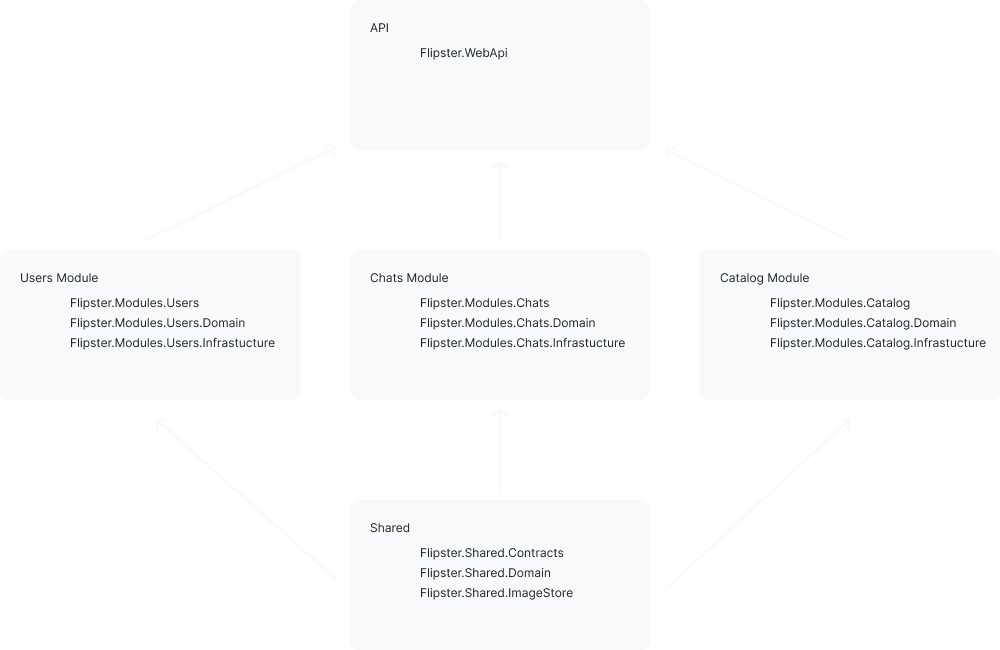 API
Flipster.WebApi
Users Module
Flipster.Modules.Users
Flipster.Modules.Users.Domain
Flipster.Modules.Users.Infrastucture
Chats Module
Flipster.Modules.Chats
Flipster.Modules.Chats.Domain
Flipster.Modules.Chats.Infrastucture
Catalog Module
Flipster.Modules.Catalog
Flipster.Modules.Catalog.Domain
Flipster.Modules.Catalog.Infrastucture
Shared
Flipster.Shared.Contracts
Flipster.Shared.Domain
Flipster.Shared.ImageStore